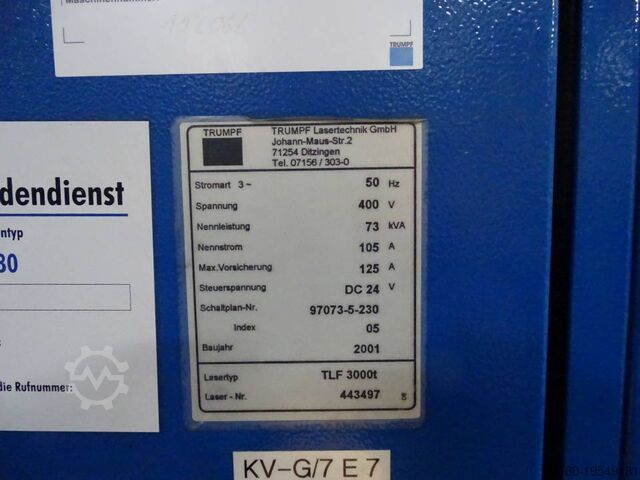 Maschinennummer:
TRUMPF
dendienst
ntyp
30
die Rufnummer:
TRUMPF
TRUMPF Lasertechnik GmbH
Johann-Maus-Str.2
71254 Ditzingen
Tel. 07156 / 303-0
Stromart 3 ~ 50 Hz
Spannung 400 V
Nennleistung 73 kVA
Nennstrom 105 A
Max.Vorsicherung 125 A
Steuerspannung DC 24 V
Schaltplan-Nr. 97073-5-230
Index 05
Baujahr 2001
Lasertyp TLF 3000t
Laser - Nr. 443497
KV-G/7 E 7